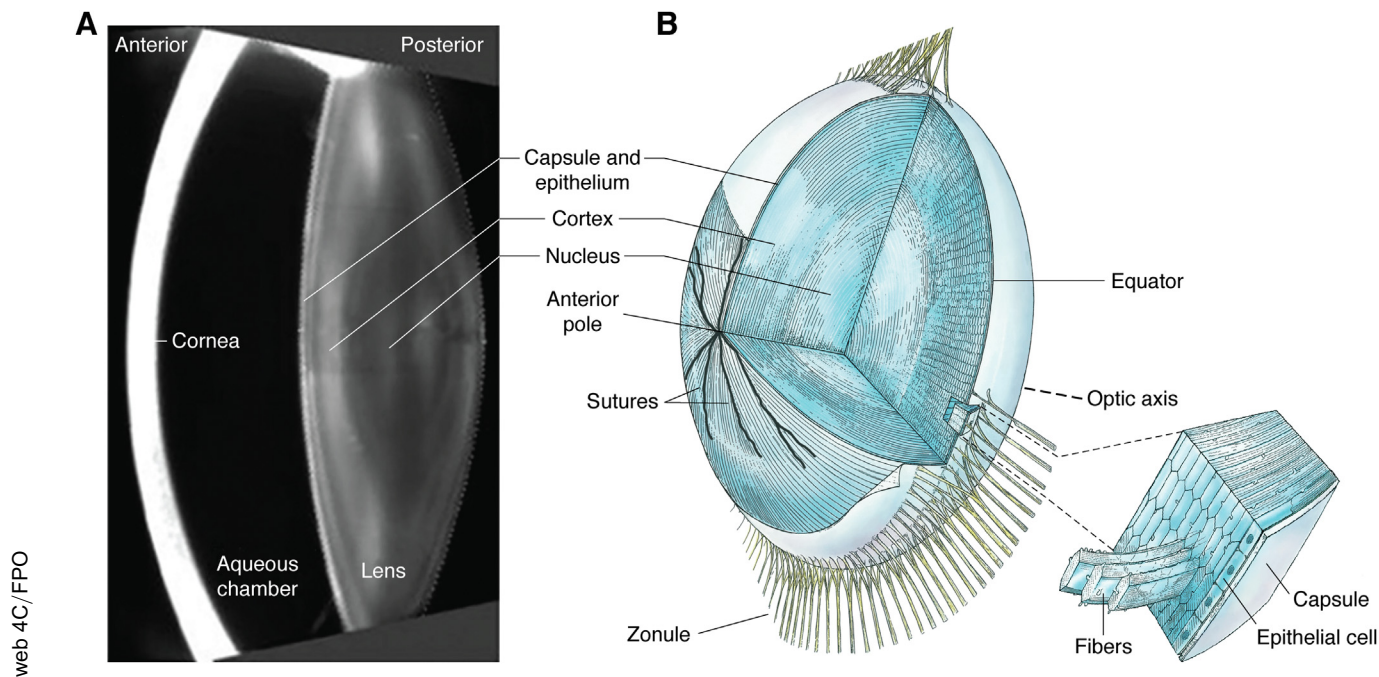 A
Anterior
Posterior
Cornea
Aqueous
chamber
Lens
Capsule and
epithelium
Cortex
Nucleus
Anterior
pole
Sutures
Zonule
B
Equator
Optic axis
Capsule
Epithelial cell
Fibers
web 4C/FPO